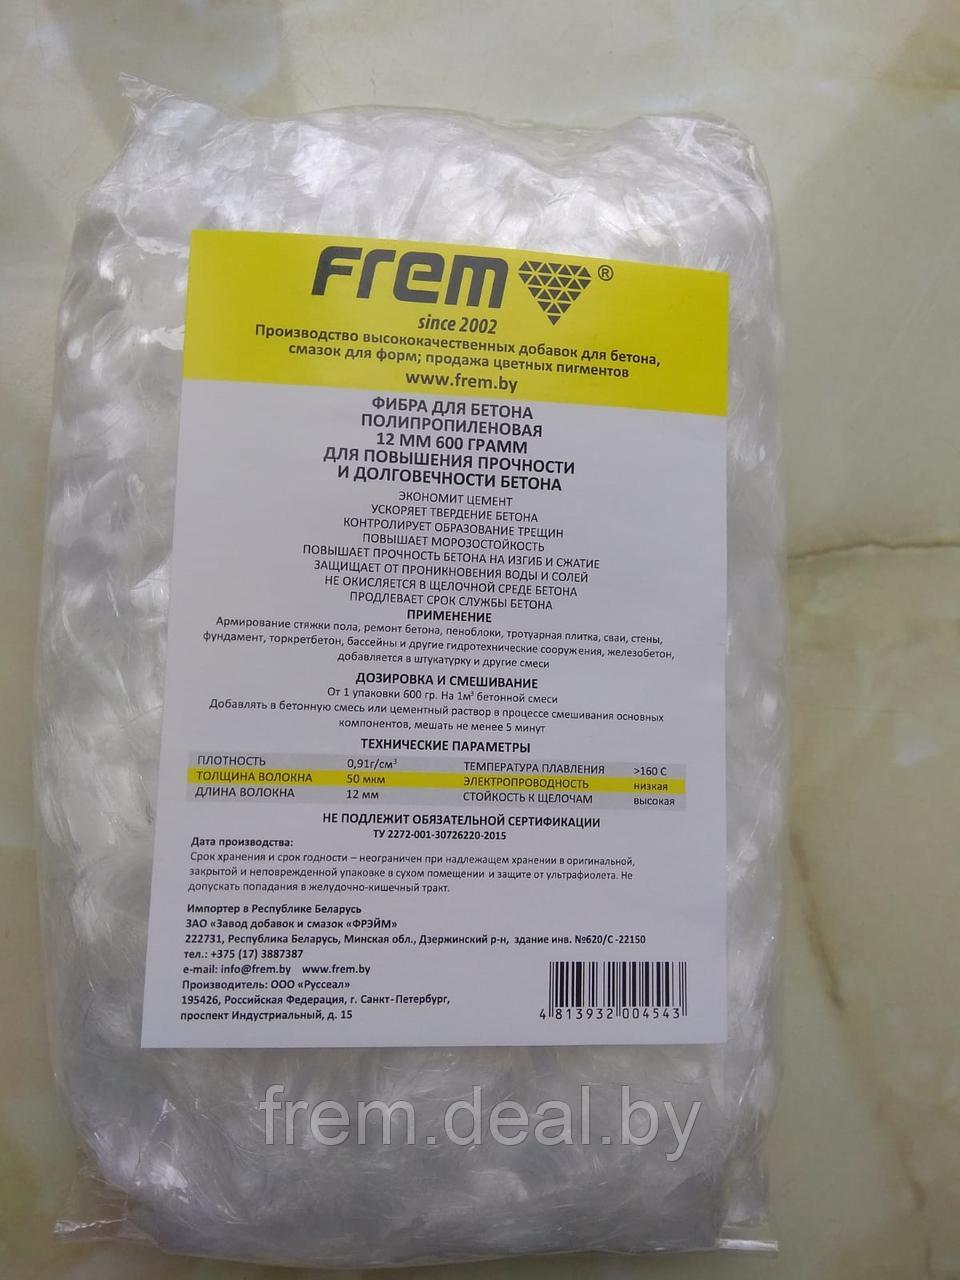 Frem®
since 2002
Производство высококачественных добавок для бетона,
смазок для форм; продажа цветных пигментов
www.frem.by
ФИБРА ДЛЯ БЕТОНА
ПОЛИПРОПИЛЕНОВАЯ
12 ММ 600 ГРАММ
ДЛЯ ПОВЫШЕНИЯ ПРОЧНОСТИ
И ДОЛГОВЕЧНОСТИ БЕТОНА
ЭКОНОМИТ ЦЕМЕНТ
УСКОРЯЕТ ТВЕРДЕНИЕ БЕТОНА
КОНТРОЛИРУЕТ ОБРАЗОВАНИЕ ТРЕЩИН
ПОВЫШАЕТ МОРОЗОСТОЙКОСТЬ
ПОВЫШАЕТ ПРОЧНОСТЬ БЕТОНА НА ИЗГИБ И СЖАТИЕ
ЗАЩИЩАЕТ ОТ ПРОНИКНОВЕНИЯ ВОДЫ И СОЛЕЙ
НЕ ОКИСЛЯЕТСЯ В ЩЕЛОЧНОЙ СРЕДЕ БЕТОНА
ПРОДЛЕВАЕТ СРОК СЛУЖБЫ БЕТОНА
ПРИМЕНЕНИЕ
Армирование стяжки пола, ремонт бетона, пеноблоки, тротуарная плитка, сваи, стены,
фундамент, торкретбетон, бассейны и другие гидротехнические сооружения, железобетон,
добавляется в штукатурку и другие смеси
ДОЗИРОВКА И СМЕШИВАНИЕ
От 1 упаковки 600 гр. На 1м³ бетонной смеси
Добавлять в бетонную смесь или цементный раствор в процессе смешивания основных
компонентов, мешать не менее 5 минут
ТЕХНИЧЕСКИЕ ПАРАМЕТРЫ
ПЛОТНОСТЬ 0,91г/см³ ТЕМПЕРАТУРА ПЛАВЛЕНИЯ >160 С
ТОЛЩИНА ВОЛОКНА 50 мкм ЭЛЕКТРОПРОВОДНОСТЬ низкая
ДЛИНА ВОЛОКНА 12 мм СТОЙКОСТЬ К ЩЕЛОЧАМ высокая
НЕ ПОДЛЕЖИТ ОБЯЗАТЕЛЬНОЙ СЕРТИФИКАЦИИ
ТУ 2272-001-30726220-2015
Дата производства:
Срок хранения и срок годности – неограничен при надлежащем хранении в оригинальной,
закрытой и неповрежденной упаковке в сухом помещении и защите от ультрафиолета. Не
допускать попадания в желудочно-кишечный тракт.
Импортер в Республике Беларусь
ЗАО «Завод добавок и смазок «ФРЭЙМ»
222731, Республика Беларусь, Минская обл., Дзержинский р-н, здание инв. №620/С -22150
тел.: +375 (17) 3887387
e-mail: info@frem.by www.frem.by
Производитель: ООО «Руссеал»
195426, Российская Федерация, г. Санкт-Петербург,
проспект Индустриальный, д. 15
4 813932 004543
frem.deal.by